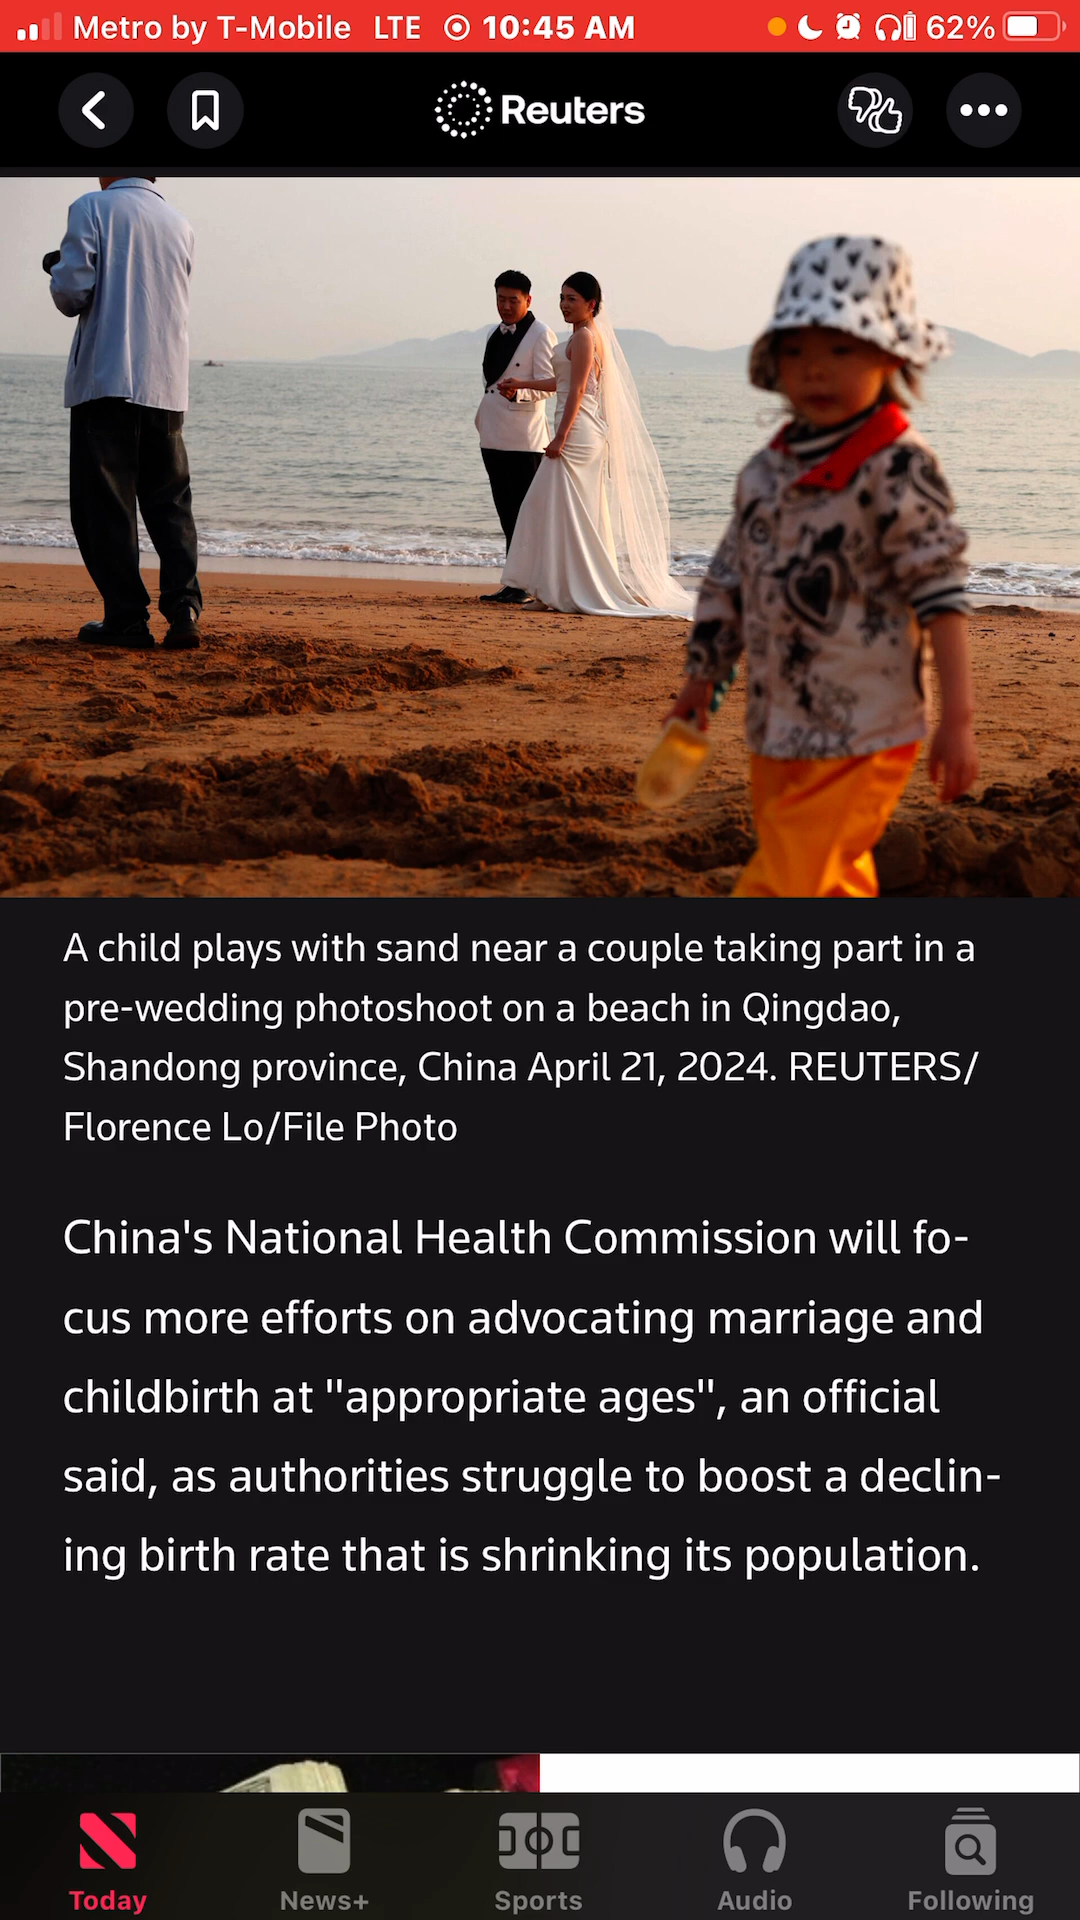 Metro by T-Mobile LTE 10:45 AM 62%
Reuters
A child plays with sand near a couple taking part in a
pre-wedding photoshoot on a beach in Qingdao,
Shandong province, China April 21, 2024. REUTERS/
Florence Lo/File Photo
China's National Health Commission will fo-
cus more efforts on advocating marriage and
childbirth at "appropriate ages", an official
said, as authorities struggle to boost a declin-
ing birth rate that is shrinking its population.
Today News+ Sports Audio Following